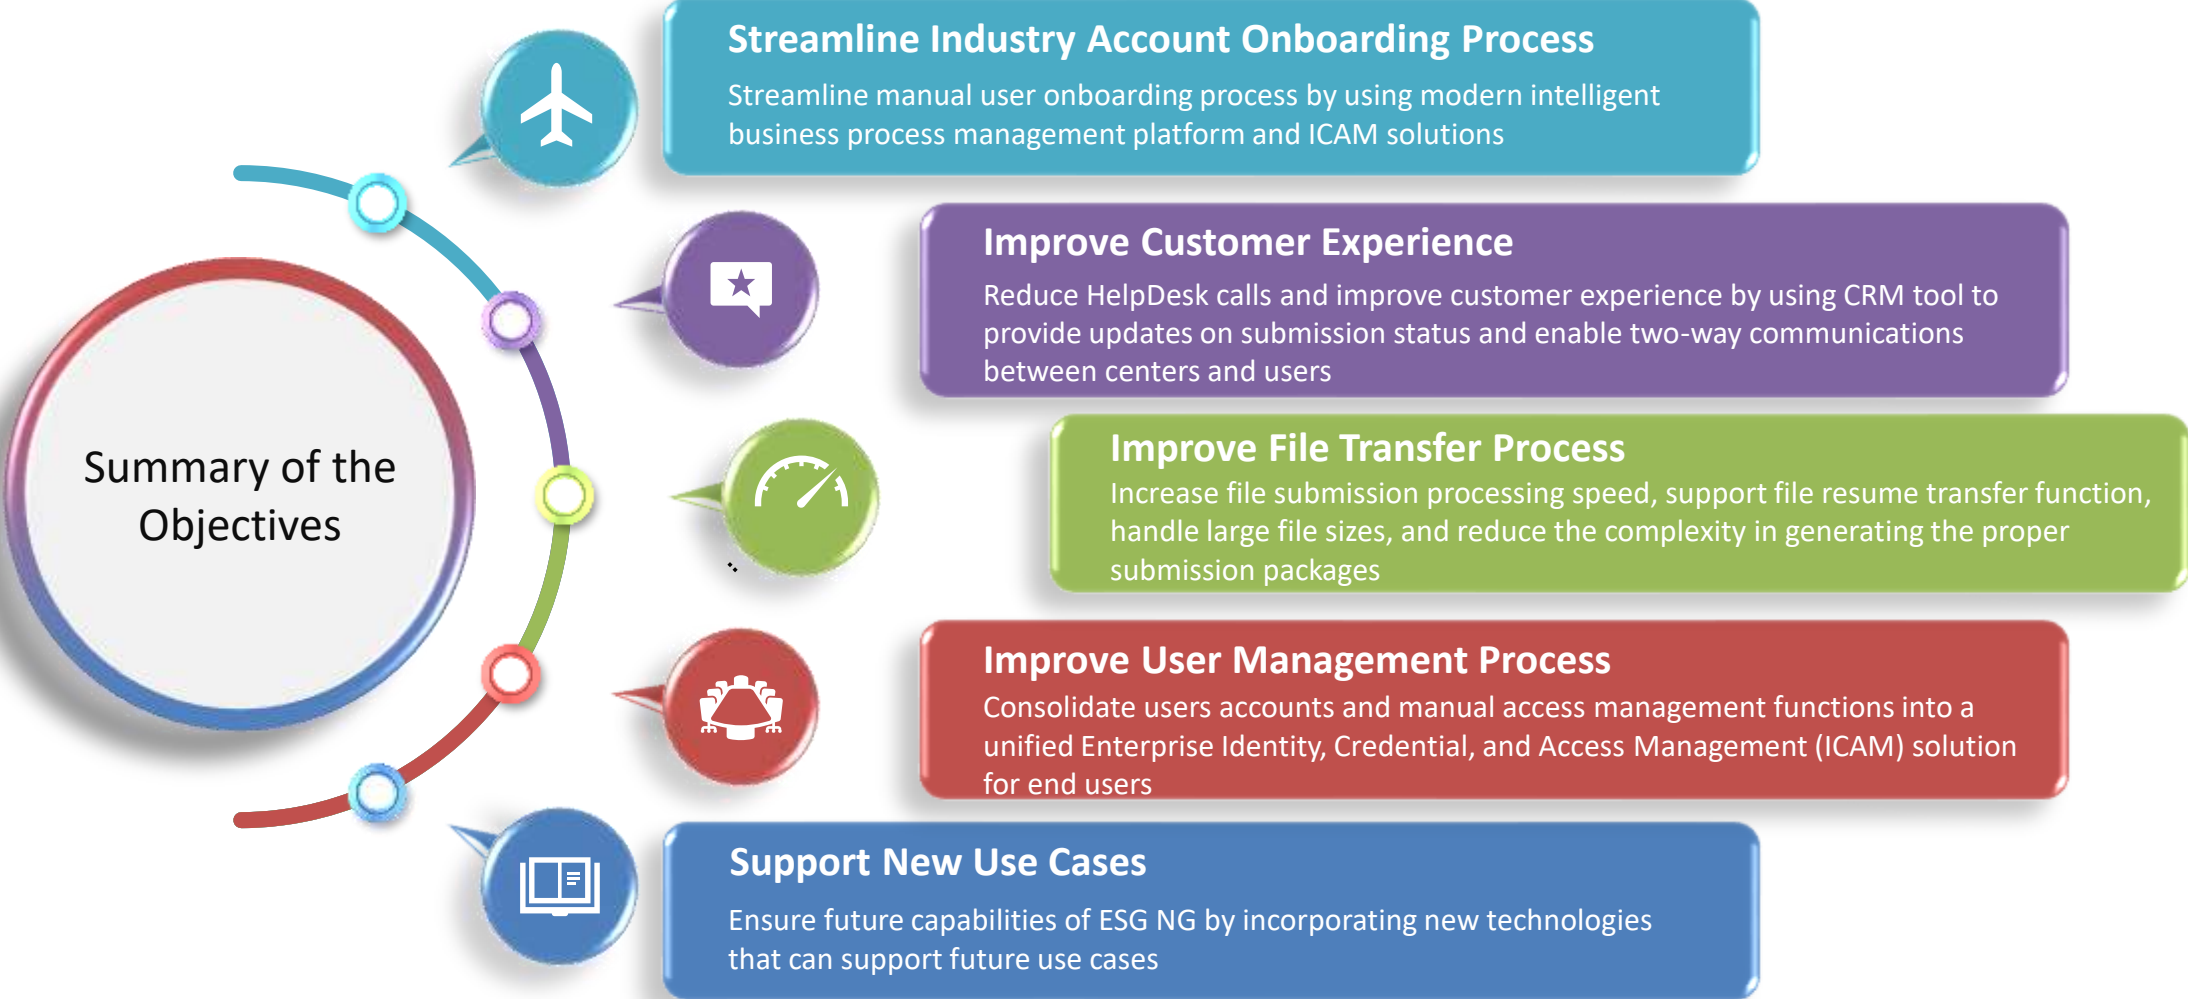 Summary of the
Objectives
Streamline Industry Account Onboarding Process
Streamline manual user onboarding process by using modern intelligent
business process management platform and ICAM solutions
Improve Customer Experience
Reduce HelpDesk calls and improve customer experience by using CRM tool to
provide updates on submission status and enable two-way communications
between centers and users
Improve File Transfer Process
Increase file submission processing speed, support file resume transfer function,
handle large file sizes, and reduce the complexity in generating the proper
submission packages
Improve User Management Process
Consolidate users accounts and manual access management functions into a
unified Enterprise Identity, Credential, and Access Management (ICAM) solution
for end users
Support New Use Cases
Ensure future capabilities of ESG NG by incorporating new technologies
that can support future use cases